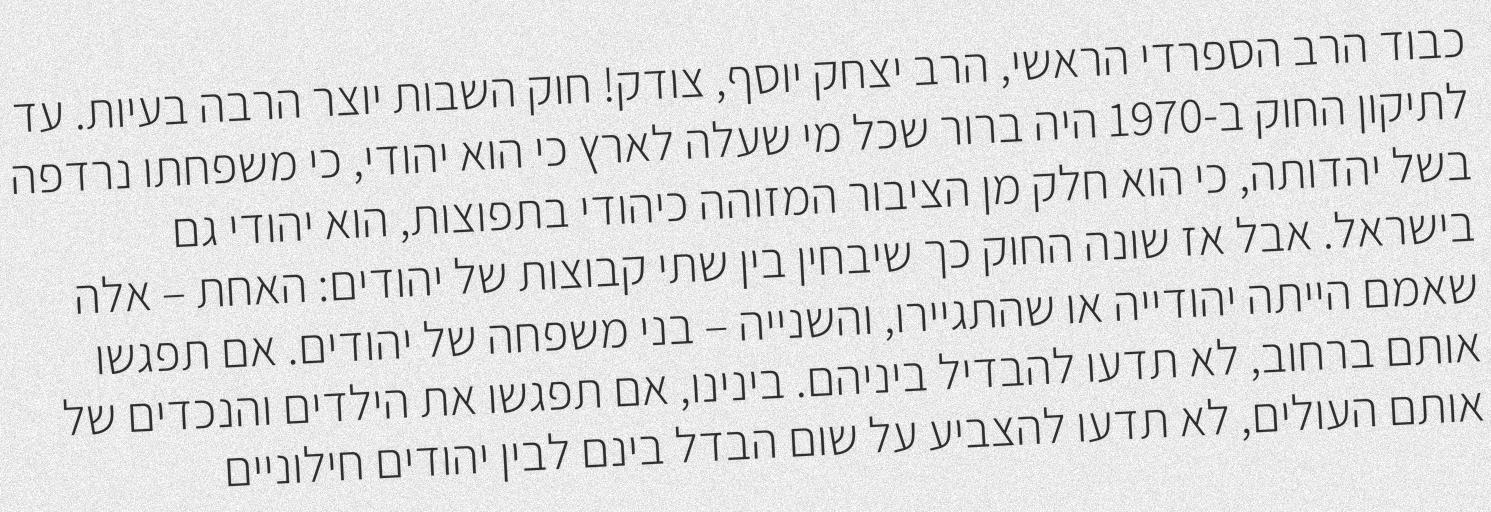 כבוד הרב הספרדי הראשי, הרב יצחק יוסף, צודק! חוק השבות יוצר הרבה בעיות. עד
לתיקון החוק ב-1970 היה ברור שכל מי שעלה לארץ כי הוא יהודי, כי משפחתו נרדפה
בשל יהדותה, כי הוא חלק מן הציבור המזוהה כיהודי בתפוצות, הוא יהודי גם
בישראל. אבל אז שונה החוק כך שיבחין בין שתי קבוצות של יהודים: האחת – אלה
שאמם הייתה יהודייה או שהתגיירו, והשנייה – בני משפחה של יהודים. אם תפגשו
אותם ברחוב, לא תדעו להבדיל ביניהם. בינינו, אם תפגשו את הילדים והנכדים של
אותם העולים, לא תדעו להצביע על שום הבדל בינם לבין יהודים חילוניים